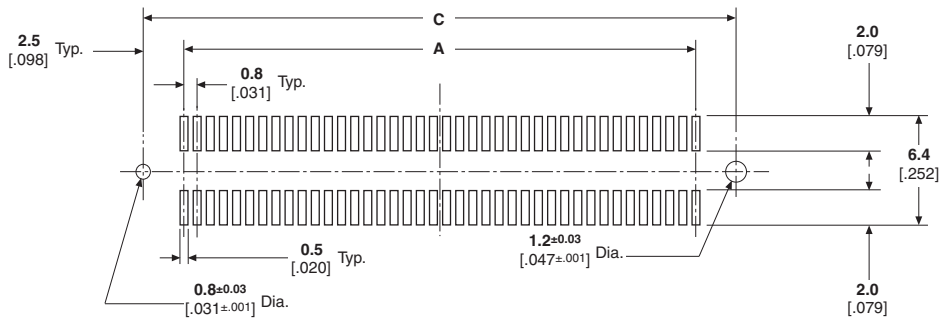 C
2.5
[.098] Typ.
A
2.0
[.079]
0.8
[.031] Typ.
6.4
[.252]
0.5
[.020] Typ.
1.2±0.03
[.047±.001] Dia.
0.8±0.03
[.031±.001] Dia.
2.0
[.079]